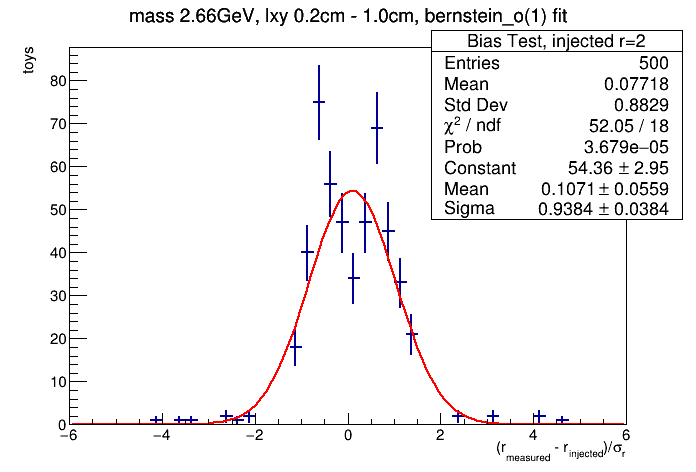 mass 2.66GeV, lxy 0.2cm - 1.0cm, bernstein_o(1) fit
toys
Bias Test, injected r=2
Entries 500
Mean 0.07718
Std Dev 0.8829
χ² / ndf 52.05 / 18
Prob 3.679e−05
Constant 54.36 ± 2.95
Mean 0.1071 ± 0.0559
Sigma 0.9384 ± 0.0384
80
70
60
50
40
30
20
10
0
−6 −4 −2 0 2 4 6
(r_measured - r_injected)/σ_r